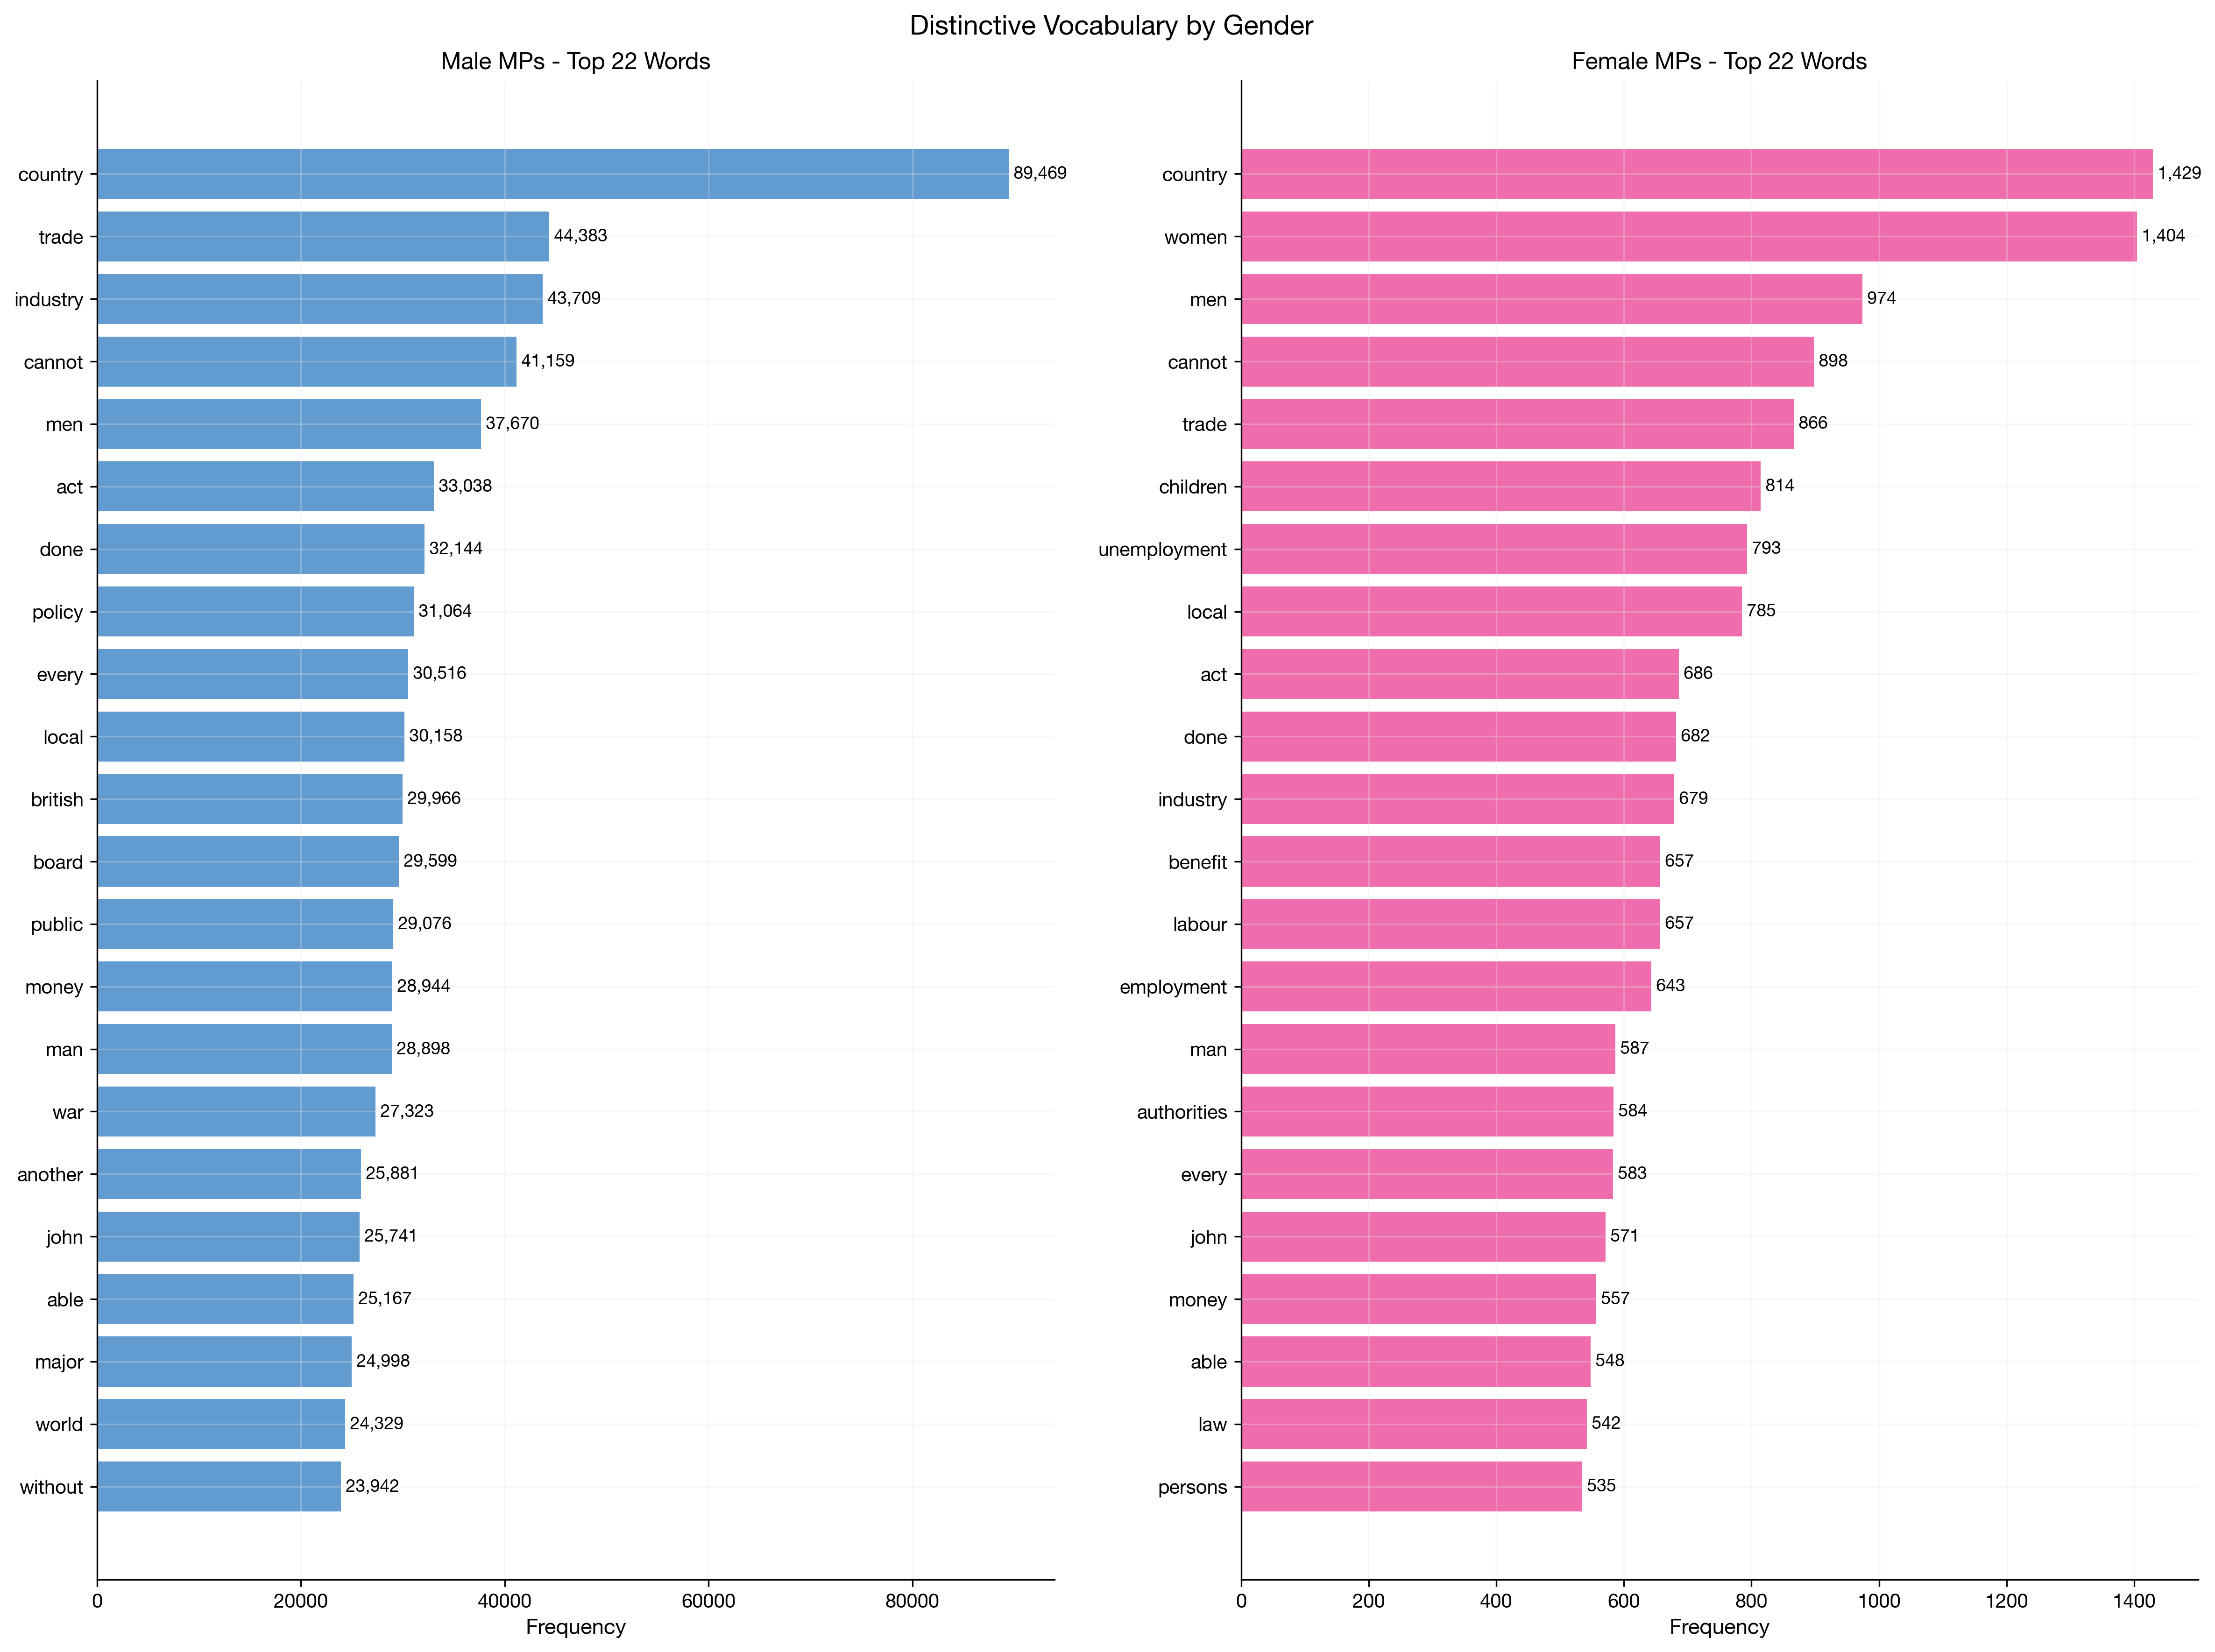 Distinctive Vocabulary by Gender
Male MPs - Top 22 Words
country 89,469
trade 44,383
industry 43,709
cannot 41,159
men 37,670
act 33,038
done 32,144
policy 31,064
every 30,516
local 30,158
british 29,966
board 29,599
public 29,076
money 28,944
man 28,898
war 27,323
another 25,881
john 25,741
able 25,167
major 24,998
world 24,329
without 23,942
0 20000 40000 60000 80000
Frequency
Female MPs - Top 22 Words
country 1,429
women 1,404
men 974
cannot 898
trade 866
children 814
unemployment 793
local 785
act 686
done 682
industry 679
benefit 657
labour 657
employment 643
man 587
authorities 584
every 583
john 571
money 557
able 548
law 542
persons 535
0 200 400 600 800 1000 1200 1400
Frequency